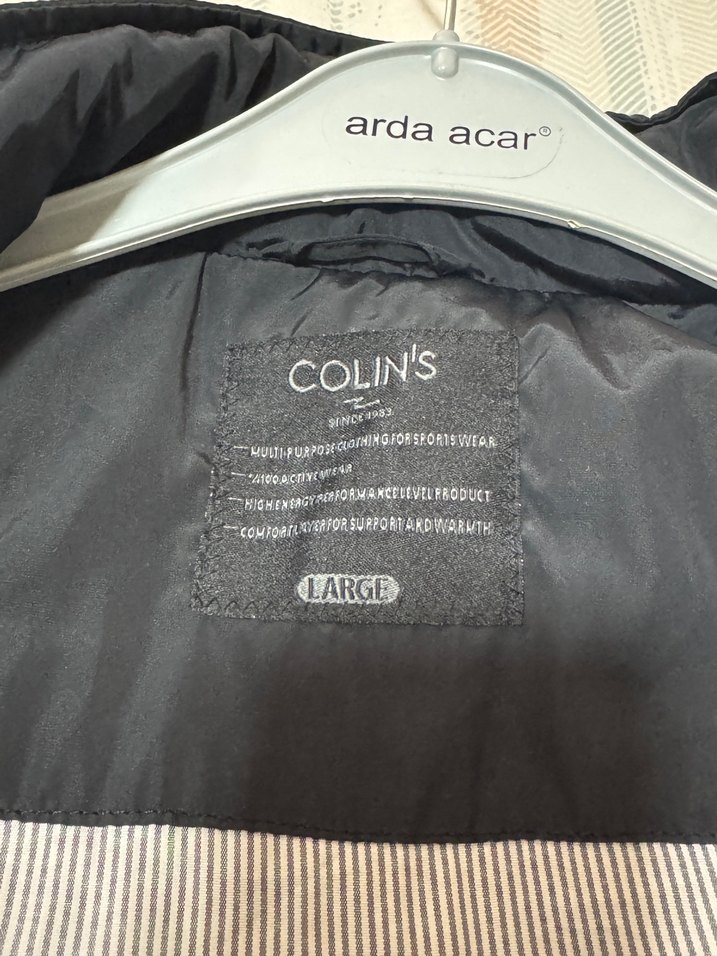 arda acar®
COLIN'S
SINCE 1983
MULTI-PURPOSE CLOTHING FOR SPORTS WEAR
%100 ACTIVE WEAR
HIGH ENERGY PERFORMANCE LEVEL PRODUCT
COMFORT LAYER FOR SUPPORT AND WARMTH
LARGE